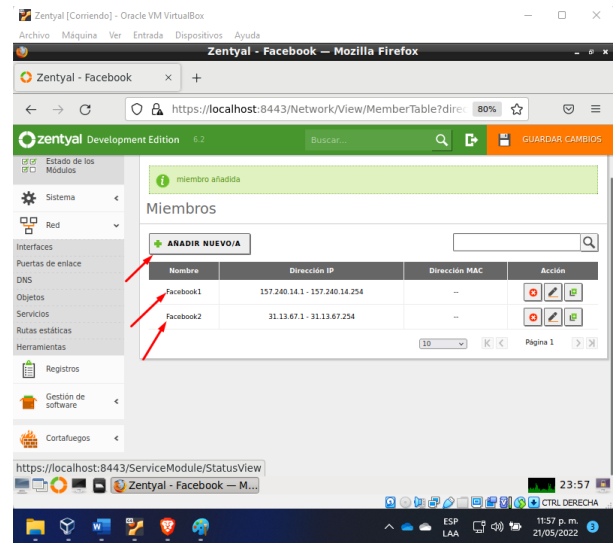 Zentyal [Corriendo] - Oracle VM VirtualBox
Archivo Máquina Ver Entrada Dispositivos Ayuda
Zentyal - Facebook — Mozilla Firefox
Zentyal - Facebook
https://localhost:8443/Network/View/MemberTable?direc 80%
zentyal Development Edition 6.2 Buscar... GUARDAR CAMBIOS
Estado de los
Módulos
Sistema
Red
Interfaces
Puertas de enlace
DNS
Objetos
Servicios
Rutas estáticas
Herramientas
Registros
Gestión de
software
Cortafuegos
miembro añadida
Miembros
AÑADIR NUEVO/A
Nombre Dirección IP Dirección MAC Acción
Facebook1 157.240.14.1 - 157.240.14.254 --
Facebook2 31.13.67.1 - 31.13.67.254 --
10 Página 1
https://localhost:8443/ServiceModule/StatusView
Zentyal - Facebook — M... 23:57
CTRL DERECHA
ESP
LAA
11:57 p. m.
21/05/2022
3